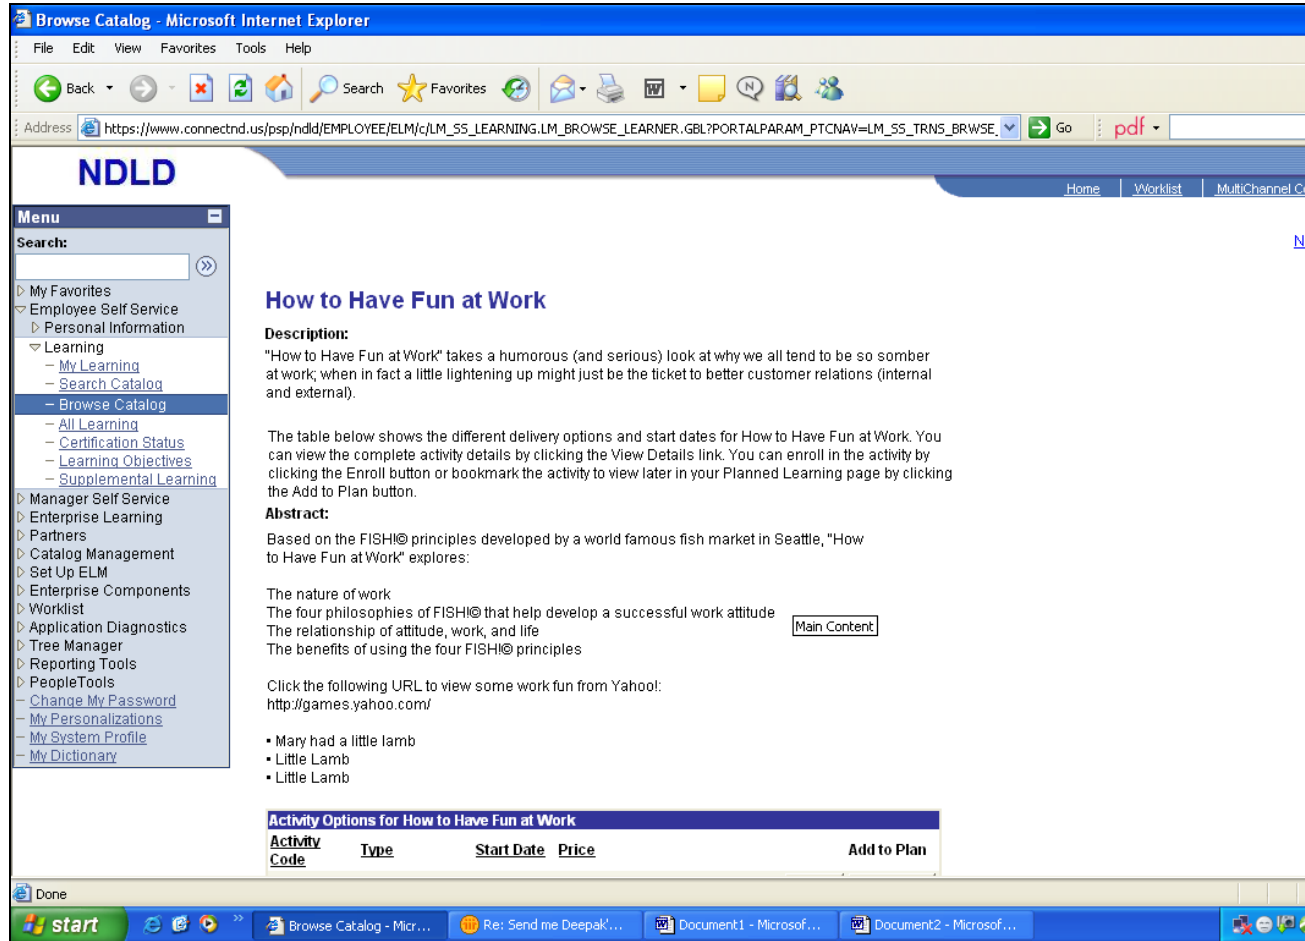 Browse Catalog - Microsoft Internet Explorer
File Edit View Favorites Tools Help
Back Search Favorites
Address https://www.connectnd.us/psp/ndld/EMPLOYEE/ELM/c/LM_SS_LEARNING.LM_BROWSE_LEARNER.GBL?PORTALPARAM_PTCNAV=LM_SS_TRNS_BRWSE_ Go pdf
NDLD
Home Worklist MultiChannel C
Menu
Search:
N
My Favorites
Employee Self Service
Personal Information
Learning
– My Learning
– Search Catalog
– Browse Catalog
– All Learning
– Certification Status
– Learning Objectives
– Supplemental Learning
Manager Self Service
Enterprise Learning
Partners
Catalog Management
Set Up ELM
Enterprise Components
Worklist
Application Diagnostics
Tree Manager
Reporting Tools
PeopleTools
– Change My Password
– My Personalizations
– My System Profile
– My Dictionary
How to Have Fun at Work
Description:
"How to Have Fun at Work" takes a humorous (and serious) look at why we all tend to be so somber
at work; when in fact a little lightening up might just be the ticket to better customer relations (internal
and external).
The table below shows the different delivery options and start dates for How to Have Fun at Work. You
can view the complete activity details by clicking the View Details link. You can enroll in the activity by
clicking the Enroll button or bookmark the activity to view later in your Planned Learning page by clicking
the Add to Plan button.
Abstract:
Based on the FISH!© principles developed by a world famous fish market in Seattle, "How
to Have Fun at Work" explores:
The nature of work
The four philosophies of FISH!© that help develop a successful work attitude
The relationship of attitude, work, and life
The benefits of using the four FISH!© principles
Main Content
Click the following URL to view some work fun from Yahoo!:
http://games.yahoo.com/
▪ Mary had a little lamb
▪ Little Lamb
▪ Little Lamb
Activity Options for How to Have Fun at Work
Activity Code Type Start Date Price Add to Plan
Done
start Browse Catalog - Micr... Re: Send me Deepak'... Document1 - Microsof... Document2 - Microsof...